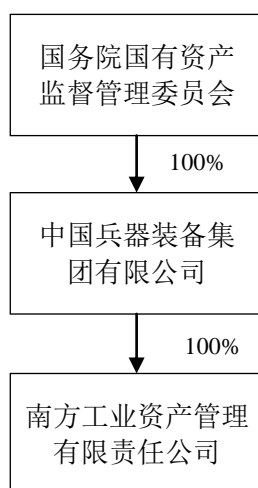 国务院国有资产
监督管理委员会
100%
中国兵器装备集
团有限公司
100%
南方工业资产管理
有限责任公司